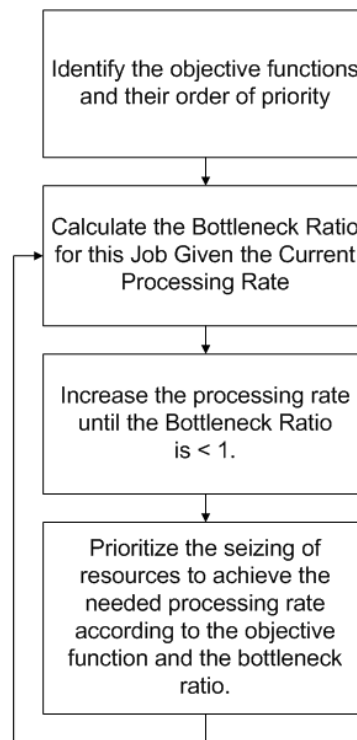 Identify the objective functions
and their order of priority
Calculate the Bottleneck Ratio
for this Job Given the Current
Processing Rate
Increase the processing rate
until the Bottleneck Ratio
is < 1.
Prioritize the seizing of
resources to achieve the
needed processing rate
according to the objective
function and the bottleneck
ratio.